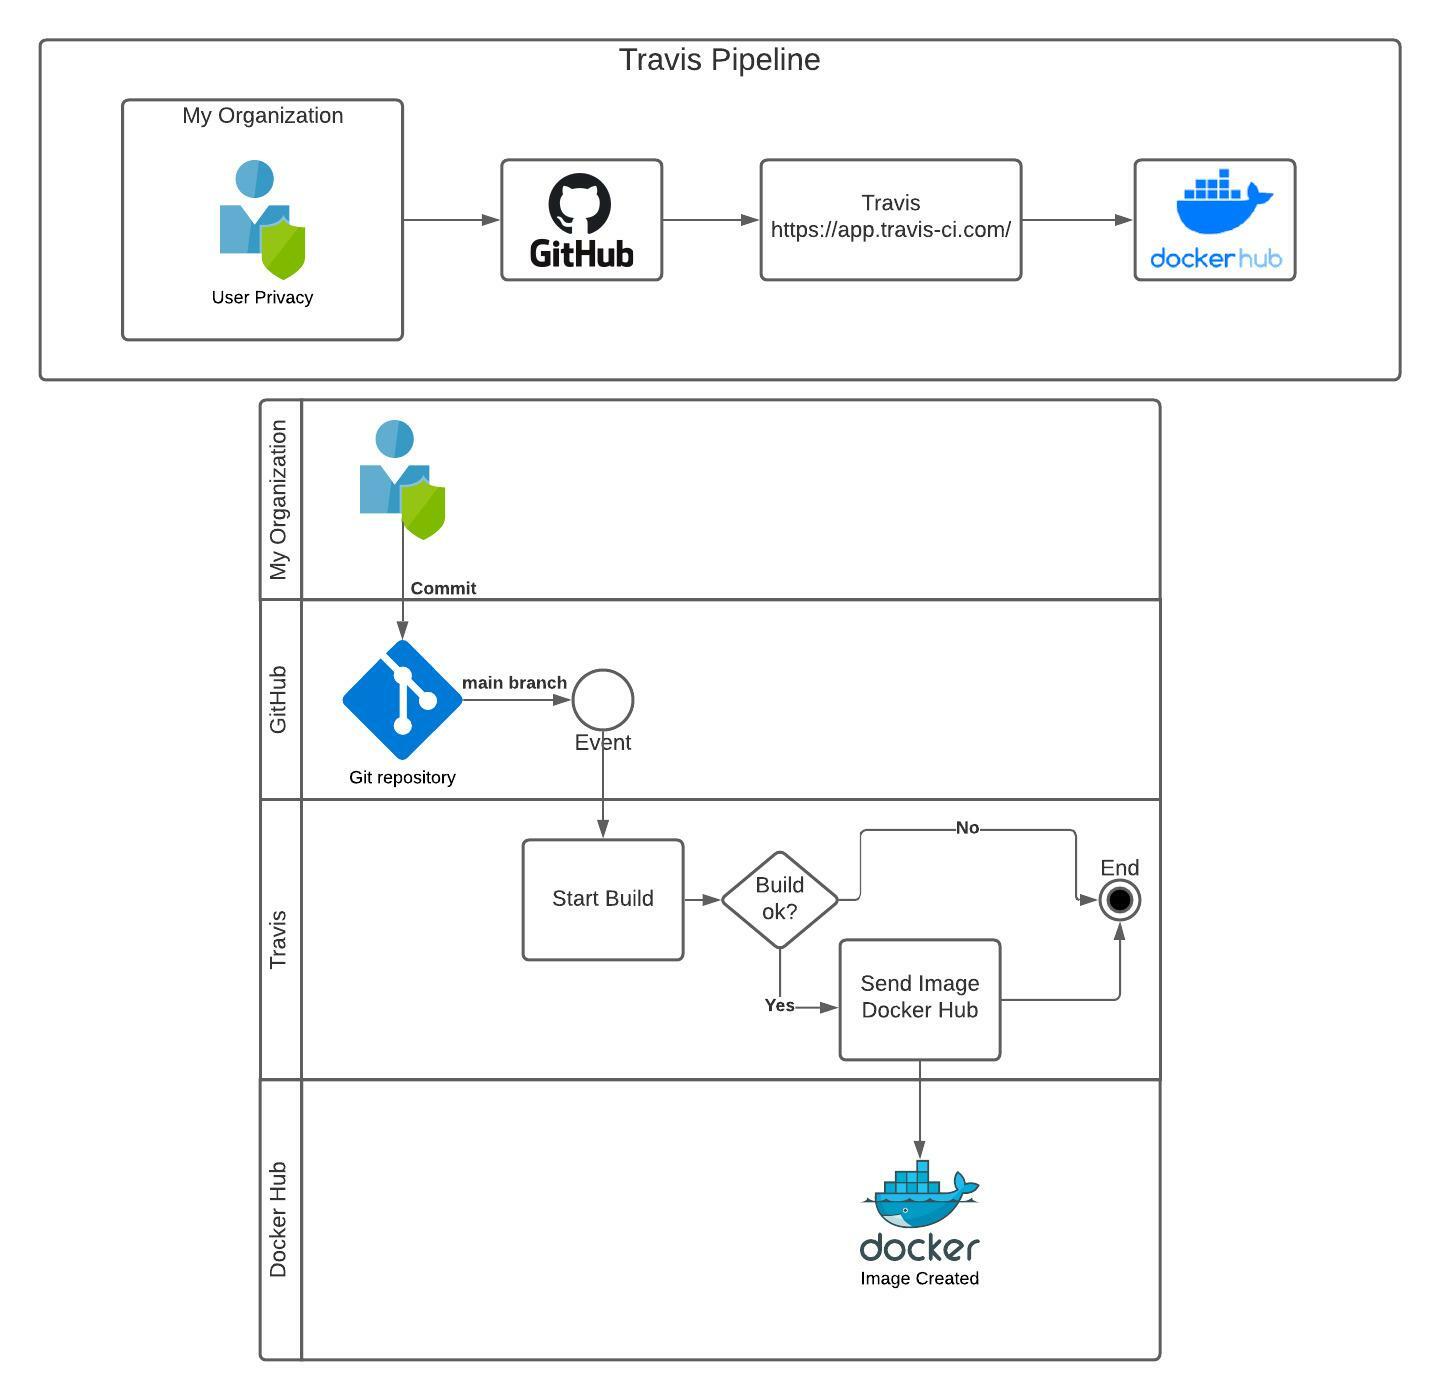 Travis Pipeline
My Organization
User Privacy
GitHub
Travis
https://app.travis-ci.com/
dockerhub
My Organization
Commit
GitHub
main branch
Event
Git repository
Travis
Start Build
Build
ok?
No
End
Yes
Send Image
Docker Hub
Docker Hub
docker
Image Created